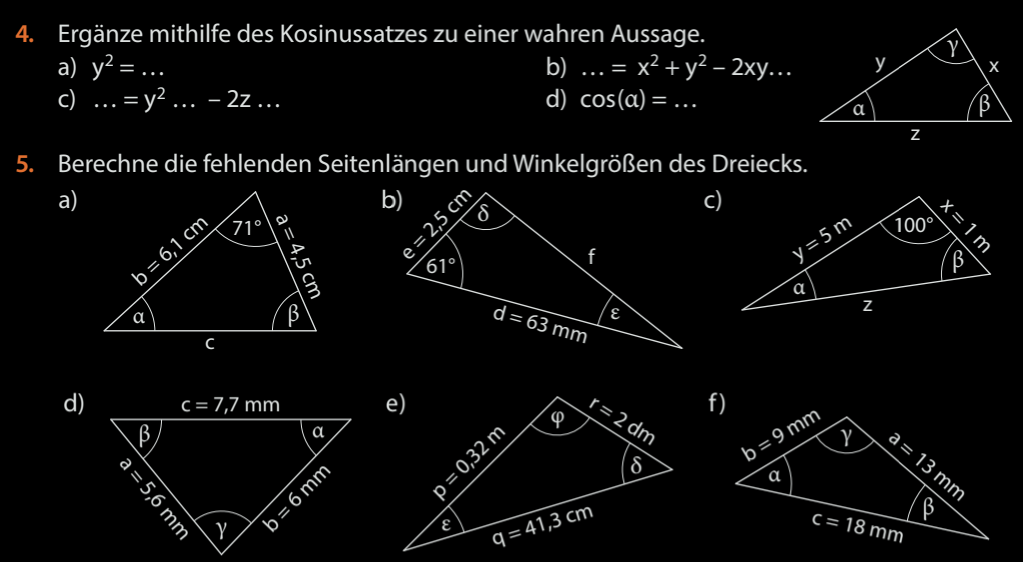 4. Ergänze mithilfe des Kosinussatzes zu einer wahren Aussage.
a) y² = …
b) … = x² + y² – 2xy…
c) … = y² … – 2z …
d) cos(α) = …
y
γ
x
α
β
z
5. Berechne die fehlenden Seitenlängen und Winkelgrößen des Dreiecks.
a)
b = 6,1 cm
71°
a = 4,5 cm
α
β
c
b)
e = 2,5 cm
δ
f
61°
ε
d = 63 mm
c)
y = 5 m
100°
x = 1 m
β
α
z
d)
c = 7,7 mm
β
α
a = 5,6 mm
γ
b = 6 mm
e)
p = 0,32 m
φ
r = 2 dm
δ
ε
q = 41,3 cm
f)
b = 9 mm
γ
a = 13 mm
α
β
c = 18 mm